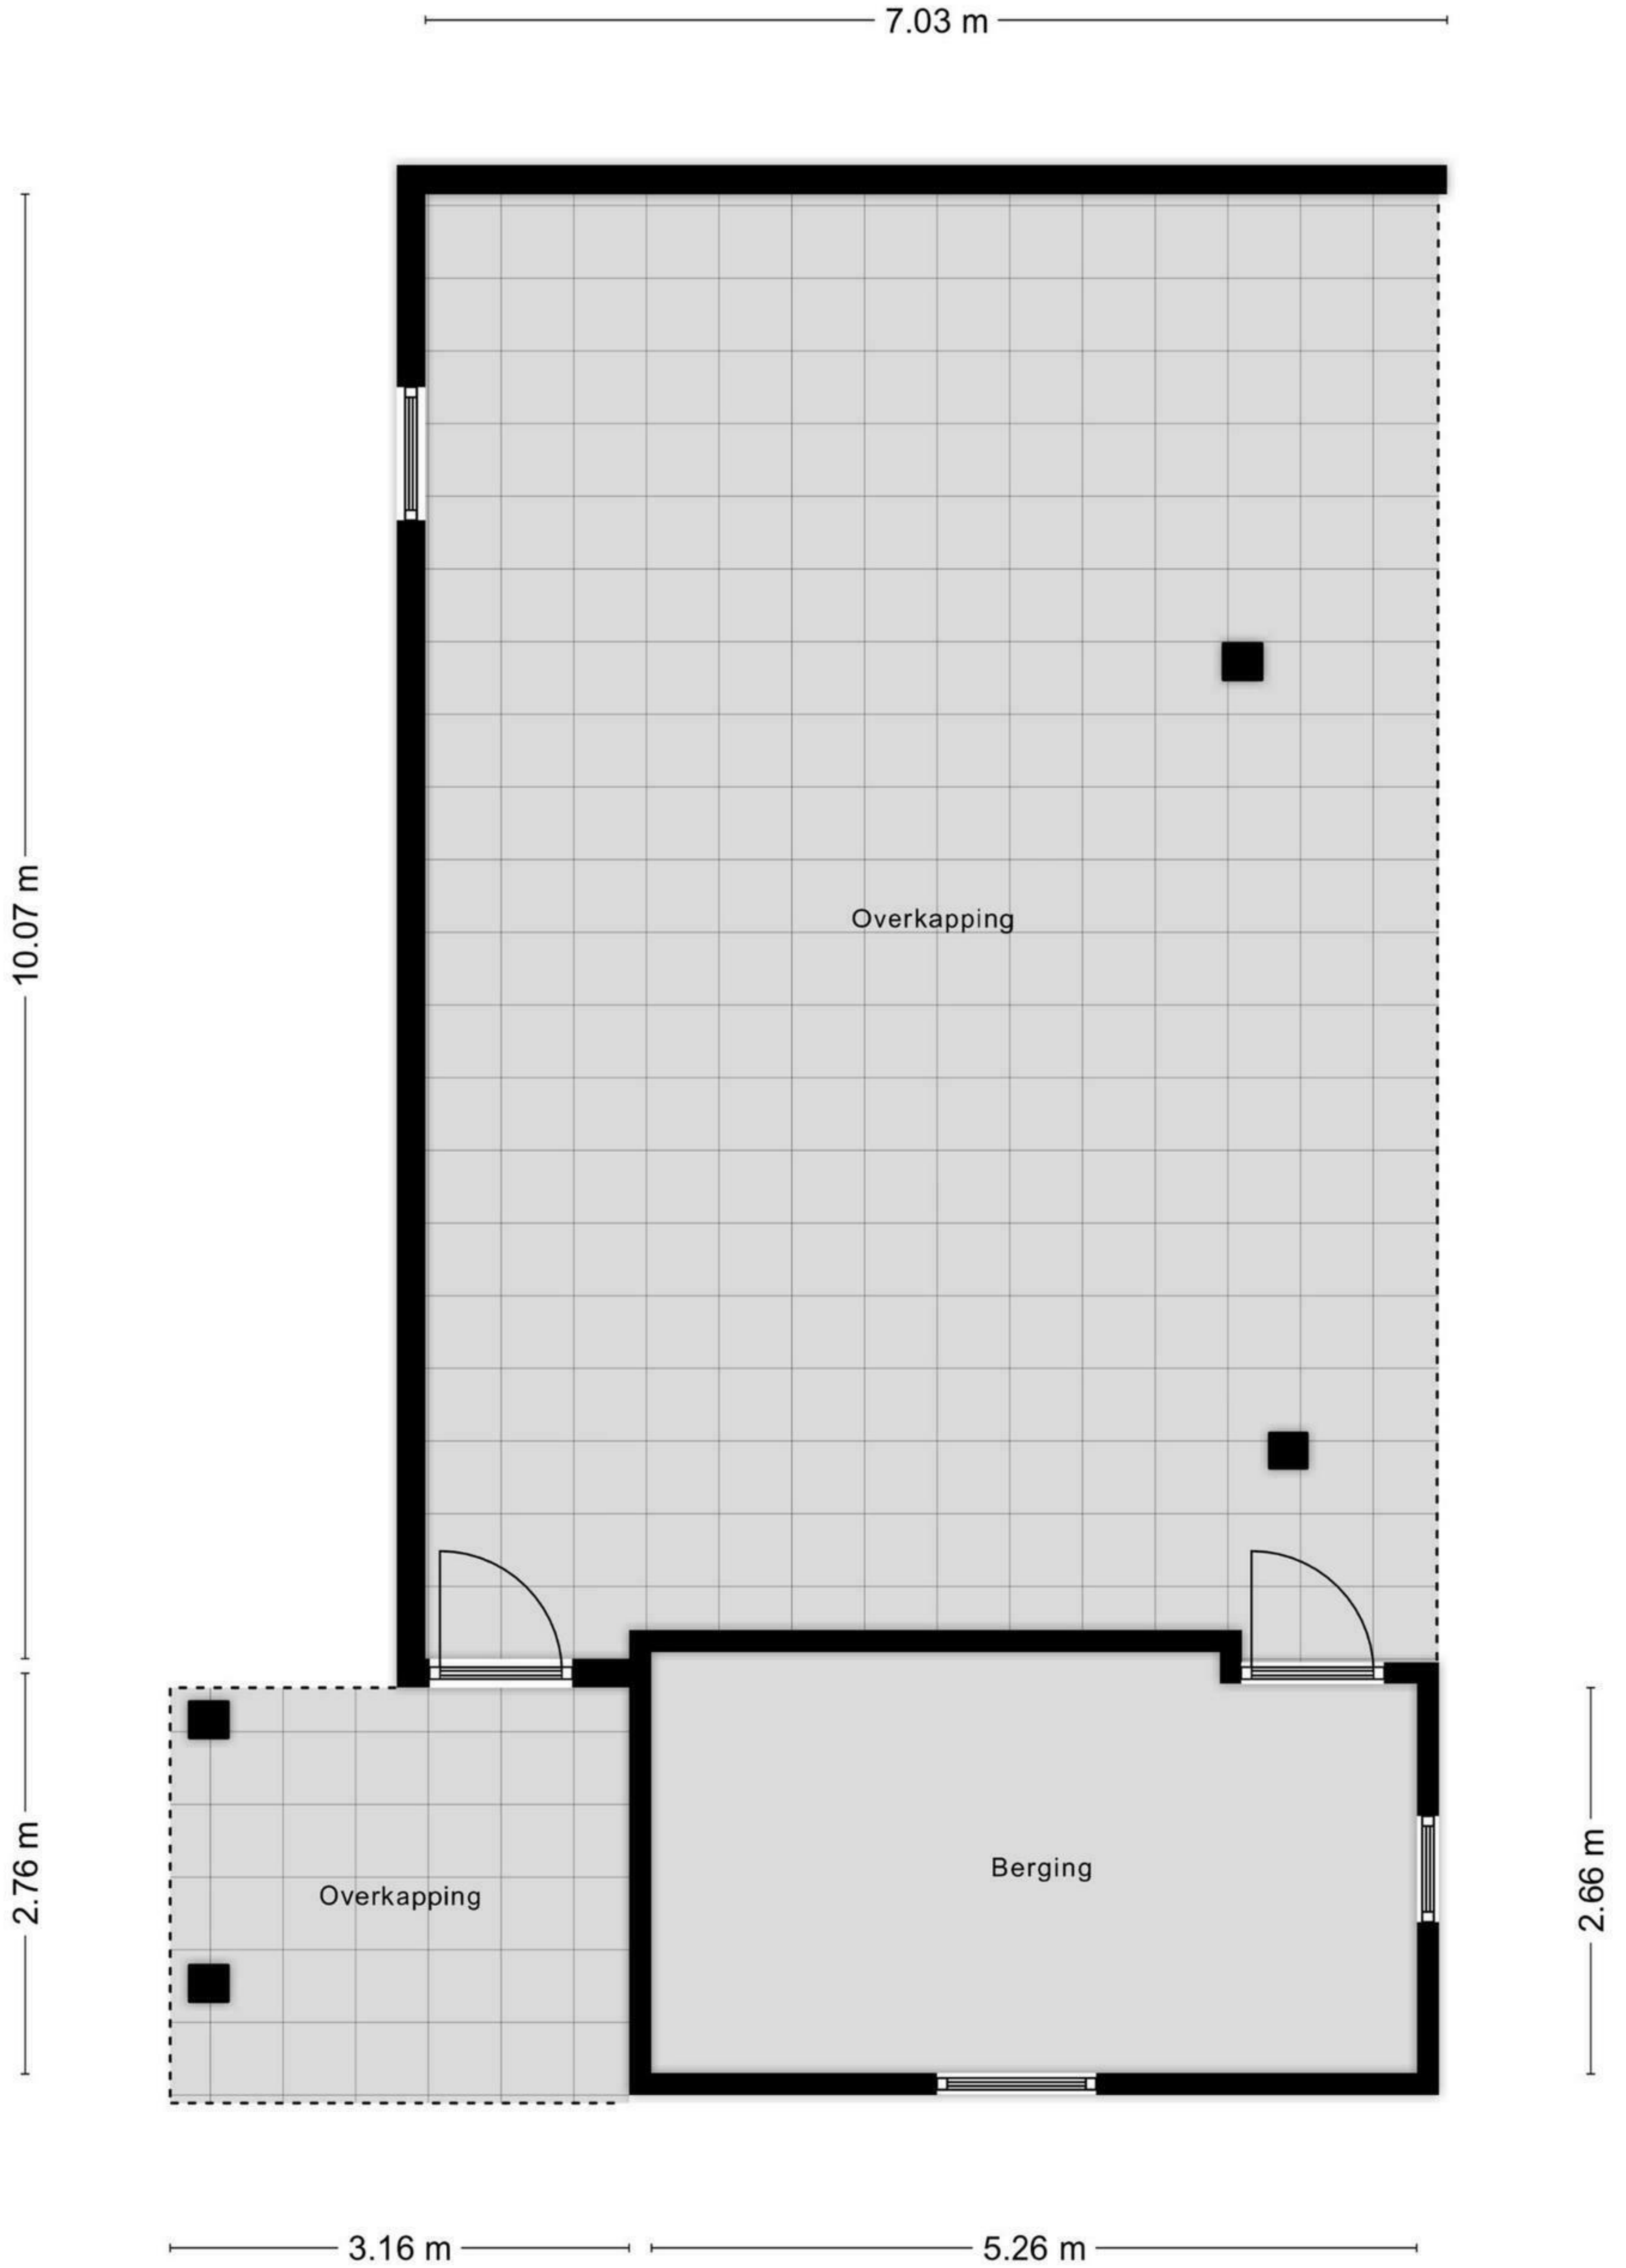 7.03 m
10.07 m
Overkapping
2.76 m
Overkapping
Berging
2.66 m
3.16 m
5.26 m